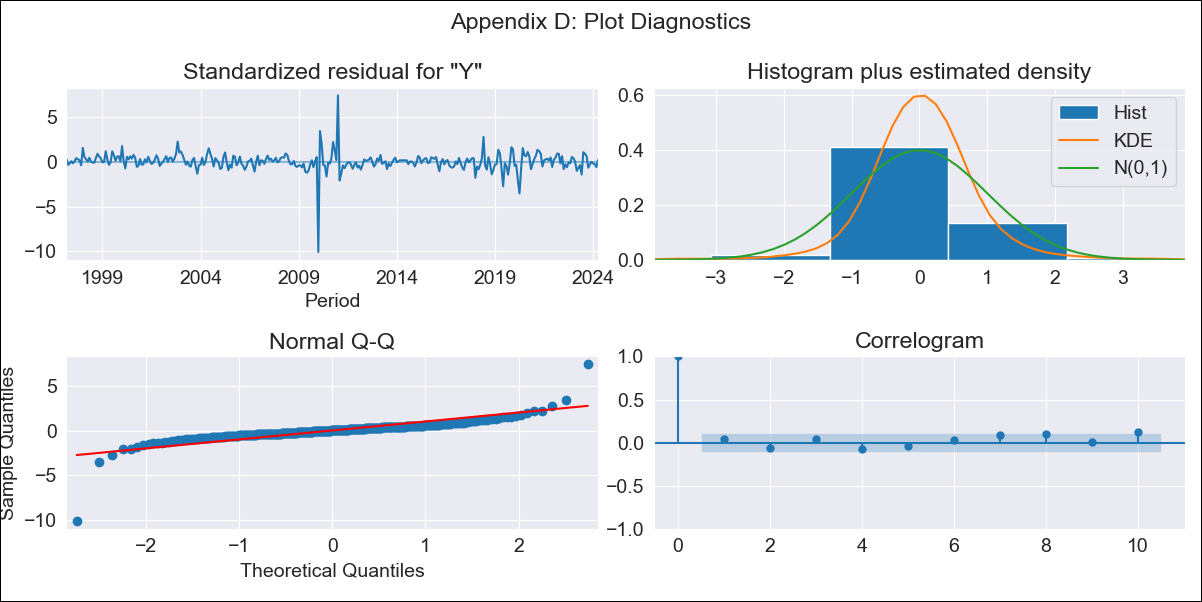 Appendix D: Plot Diagnostics
Standardized residual for "Y"
5
0
−5
−10
1999 2004 2009 2014 2019 2024
Period
Histogram plus estimated density
0.6
0.4
0.2
0.0
Hist
KDE
N(0,1)
−3 −2 −1 0 1 2 3
Normal Q-Q
Sample Quantiles
5
0
−5
−10
−2 −1 0 1 2
Theoretical Quantiles
Correlogram
1.0
0.5
0.0
−0.5
−1.0
0 2 4 6 8 10